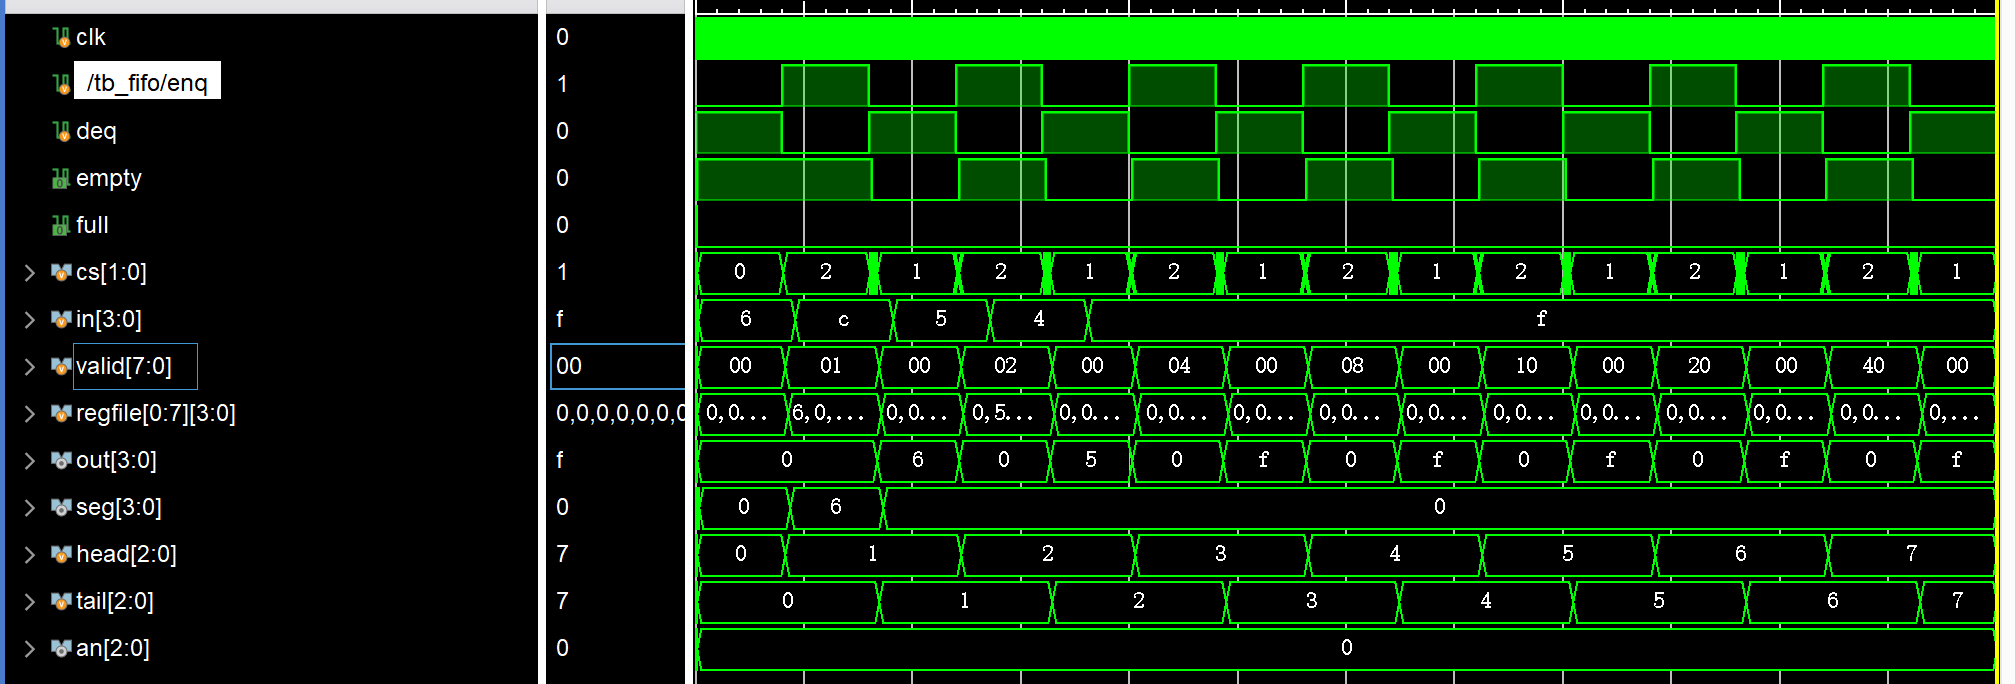 clk 0
/tb_fifo/enq 1
deq 0
empty 0
full 0
cs[1:0] 1 0 2 1 2 1 2 1 2 1 2 1 2 1 2 1
in[3:0] f 6 c 5 4 f
valid[7:0] 00 00 01 00 02 00 04 00 08 00 10 00 20 00 40 00
regfile[0:7][3:0] 0,0,0,0,0,0,0,0 0,0... 6,0,... 0,0... 0,5... 0,0... 0,0... 0,0... 0,0... 0,0... 0,0... 0,0... 0,0... 0,0... 0,0... 0,...
out[3:0] f 0 6 0 5 0 f 0 f 0 f 0 f 0 f
seg[3:0] 0 0 6 0
head[2:0] 7 0 1 2 3 4 5 6 7
tail[2:0] 7 0 1 2 3 4 5 6 7
an[2:0] 0 0